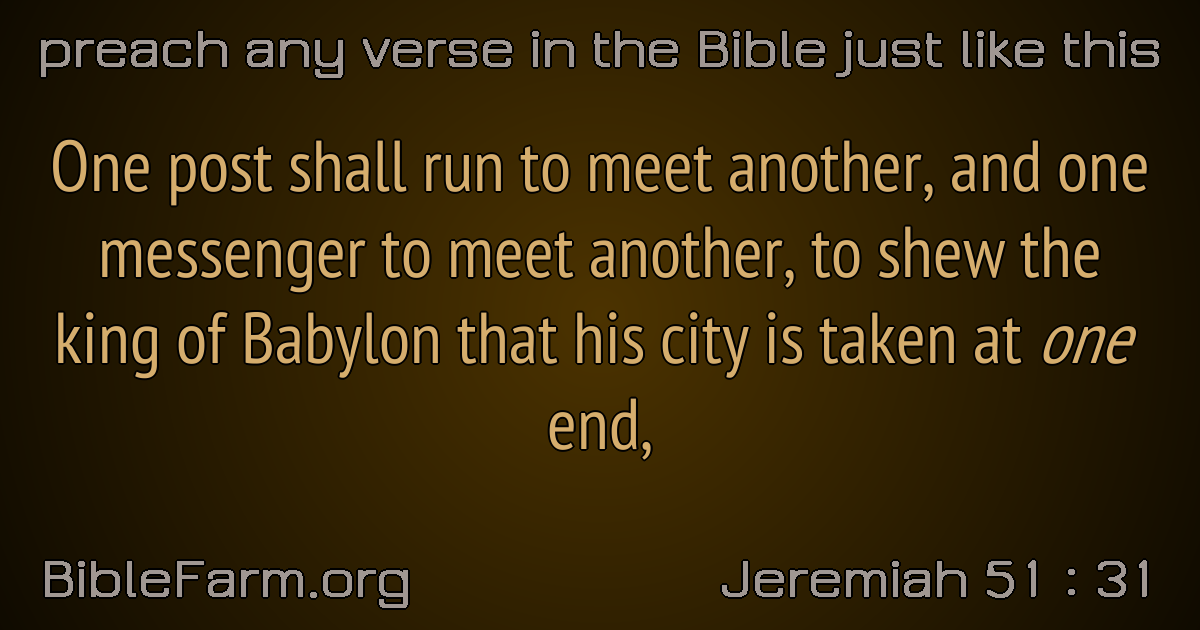 preach any verse in the Bible just like this
One post shall run to meet another, and one
messenger to meet another, to shew the
king of Babylon that his city is taken at one
end,
BibleFarm.org
Jeremiah 51 : 31